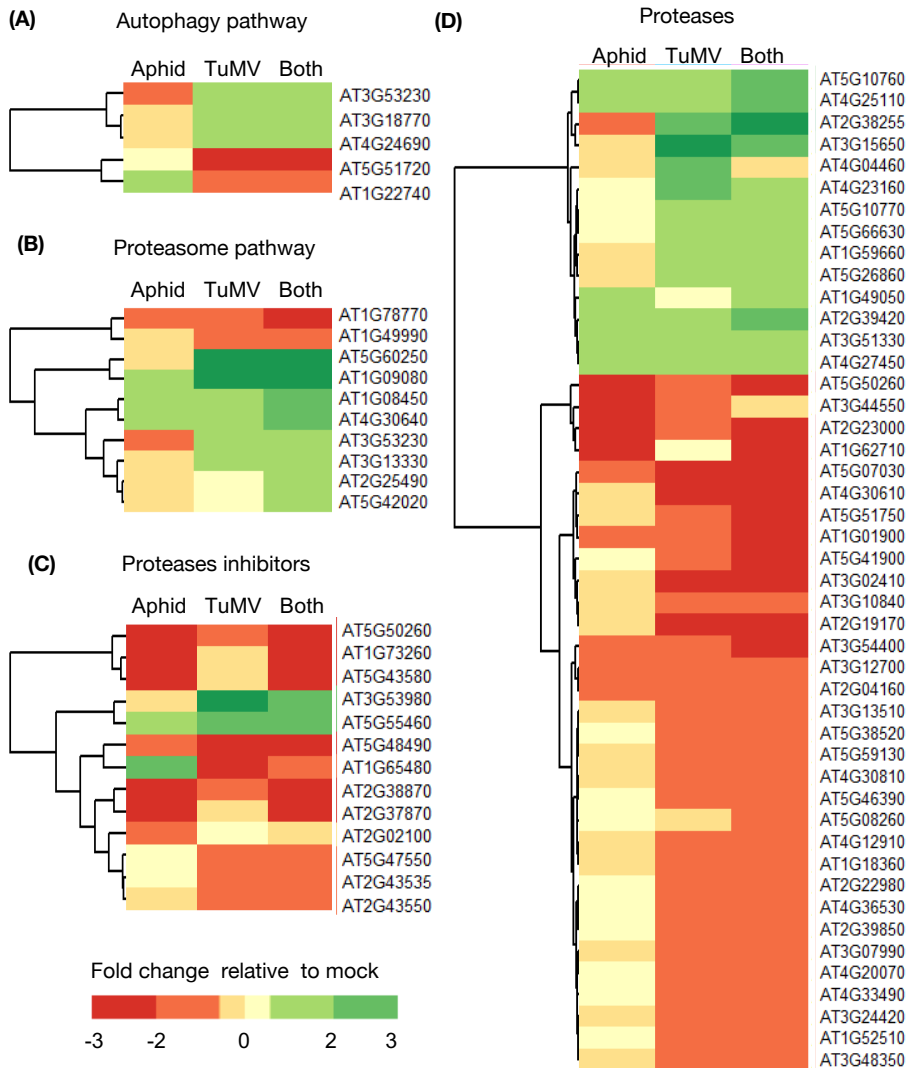 (A)
Autophagy pathway
Aphid TuMV Both
AT3G53230
AT3G18770
AT4G24690
AT5G51720
AT1G22740
(B)
Proteasome pathway
Aphid TuMV Both
AT1G78770
AT1G49990
AT5G60250
AT1G09080
AT1G08450
AT4G30640
AT3G53230
AT3G13330
AT2G25490
AT5G42020
(C)
Proteases inhibitors
Aphid TuMV Both
AT5G50260
AT1G73260
AT5G43580
AT3G53980
AT5G55460
AT5G48490
AT1G65480
AT2G38870
AT2G37870
AT2G02100
AT5G47550
AT2G43535
AT2G43550
Fold change relative to mock
-3 -2 0 2 3
(D)
Proteases
Aphid TuMV Both
AT5G10760
AT4G25110
AT2G38255
AT3G15650
AT4G04460
AT4G23160
AT5G10770
AT5G66630
AT1G59660
AT5G26860
AT1G49050
AT2G39420
AT3G51330
AT4G27450
AT5G50260
AT3G44550
AT2G23000
AT1G62710
AT5G07030
AT4G30610
AT5G51750
AT1G01900
AT5G41900
AT3G02410
AT3G10840
AT2G19170
AT3G54400
AT3G12700
AT2G04160
AT3G13510
AT5G38520
AT5G59130
AT4G30810
AT5G46390
AT5G08260
AT4G12910
AT1G18360
AT2G22980
AT4G36530
AT2G39850
AT3G07990
AT4G20070
AT4G33490
AT3G24420
AT1G52510
AT3G48350